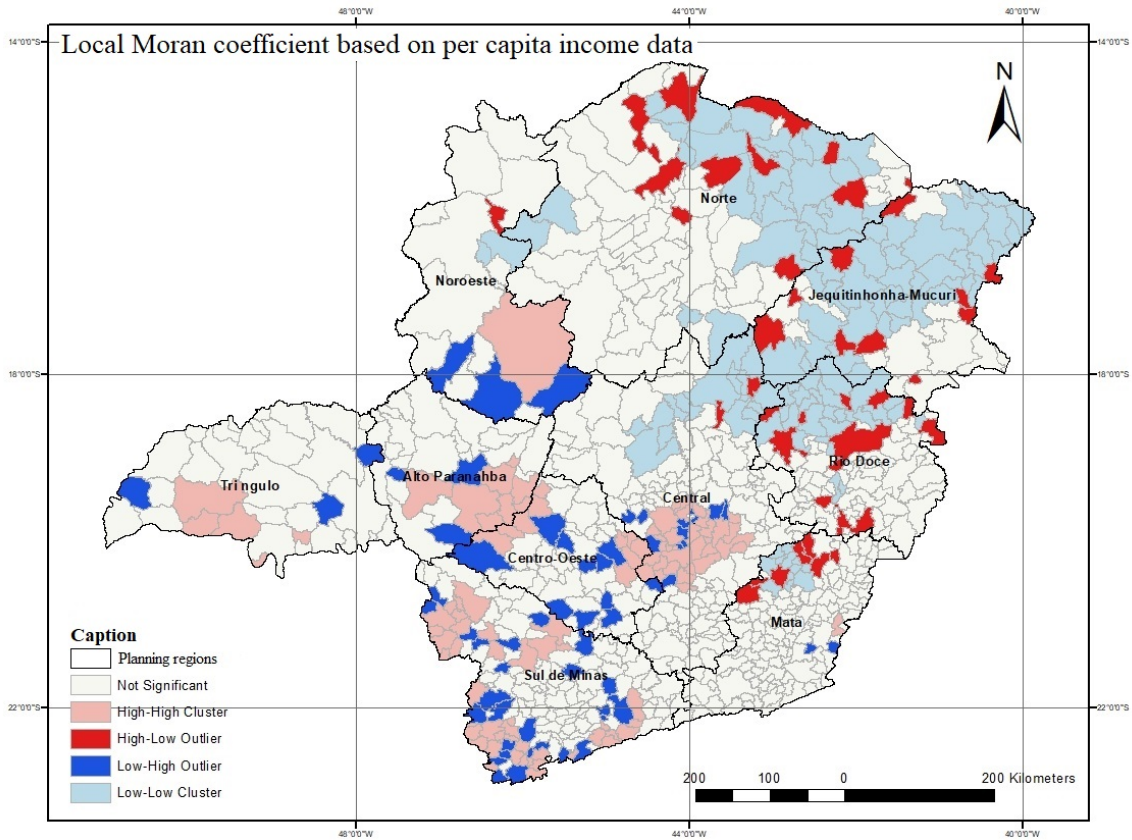 48°0'0"W
44°0'0"W
40°0'0"W
14°0'0"S
14°0'0"S
Local Moran coefficient based on per capita income data
N
Norte
Noroeste
Jequitinhonha-Mucuri
18°0'0"S
18°0'0"S
Rio Doce
Alto Paranahba
Tri ngulo
Central
Centro-Oeste
Mata
Sul de Minas
Caption
Planning regions
Not Significant
High-High Cluster
High-Low Outlier
Low-High Outlier
Low-Low Cluster
22°0'0"S
22°0'0"S
200 100 0 200 Kilometers
48°0'0"W
44°0'0"W
40°0'0"W